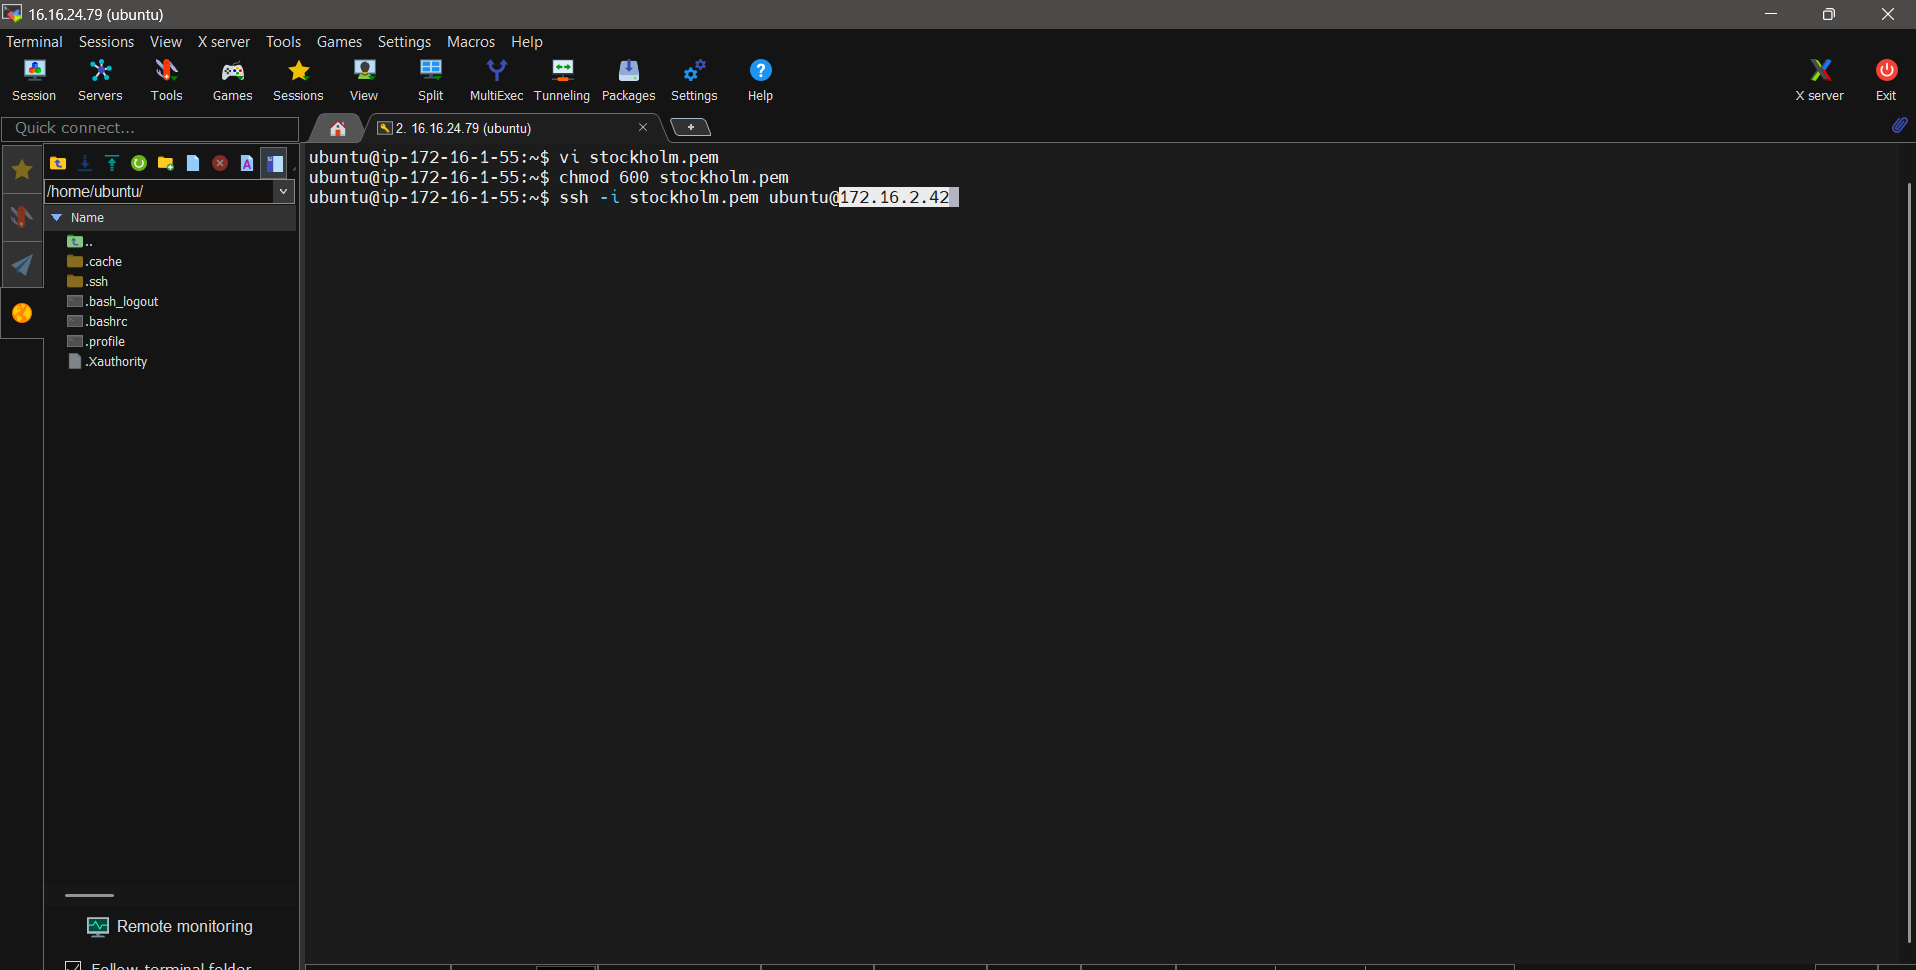 16.16.24.79 (ubuntu)
Terminal Sessions View X server Tools Games Settings Macros Help
Session Servers Tools Games Sessions View Split MultiExec Tunneling Packages Settings Help X server Exit
Quick connect...
2. 16.16.24.79 (ubuntu)
/home/ubuntu/
Name
..
.cache
.ssh
.bash_logout
.bashrc
.profile
.Xauthority
ubuntu@ip-172-16-1-55:~$ vi stockholm.pem
ubuntu@ip-172-16-1-55:~$ chmod 600 stockholm.pem
ubuntu@ip-172-16-1-55:~$ ssh -i stockholm.pem ubuntu@172.16.2.42
Remote monitoring
Follow terminal folder